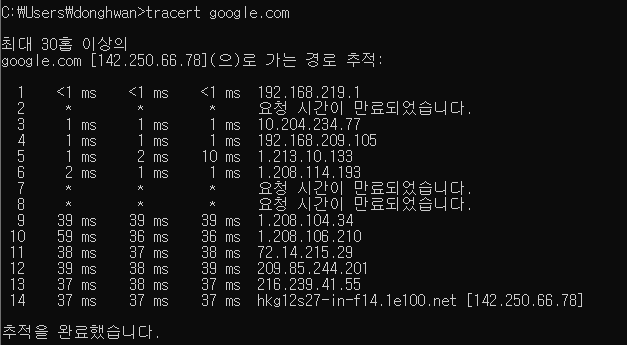 C:\Users\donghwan>tracert google.com
최대 30홉 이상의
google.com [142.250.66.78](으)로 가는 경로 추적:
1 <1 ms <1 ms <1 ms 192.168.219.1
2 * * * 요청 시간이 만료되었습니다.
3 1 ms 1 ms 1 ms 10.204.234.77
4 1 ms 1 ms 1 ms 192.168.209.105
5 1 ms 2 ms 10 ms 1.213.10.133
6 2 ms 1 ms 1 ms 1.208.114.193
7 * * * 요청 시간이 만료되었습니다.
8 * * * 요청 시간이 만료되었습니다.
9 39 ms 39 ms 39 ms 1.208.104.34
10 59 ms 36 ms 36 ms 1.208.106.210
11 38 ms 37 ms 38 ms 72.14.215.29
12 39 ms 38 ms 39 ms 209.85.244.201
13 37 ms 38 ms 37 ms 216.239.41.55
14 37 ms 37 ms 37 ms hkg12s27-in-f14.1e100.net [142.250.66.78]
추적을 완료했습니다.